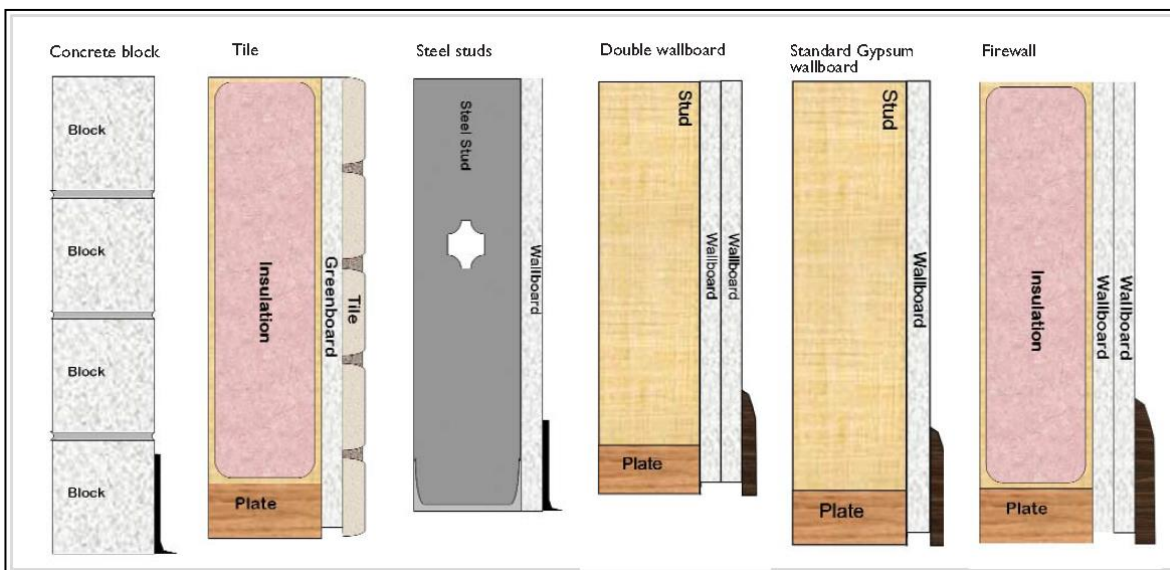 Concrete block
Block
Block
Block
Block
Tile
Insulation
Greenboard
Tile
Plate
Steel studs
Steel Stud
Wallboard
Double wallboard
Stud
Wallboard
Wallboard
Plate
Standard Gypsum
wallboard
Stud
Wallboard
Plate
Firewall
Insulation
Wallboard
Wallboard
Plate